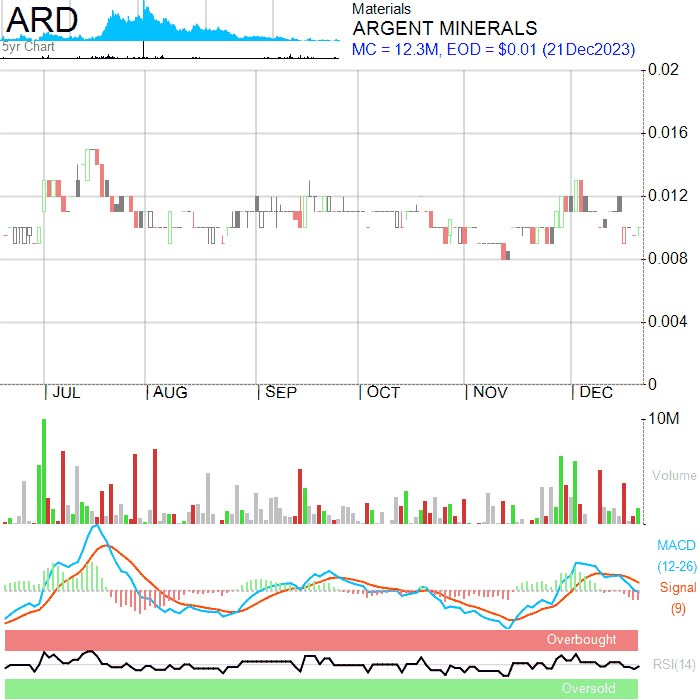 ARD
5yr Chart
Materials
ARGENT MINERALS
MC = 12.3M, EOD = $0.01 (21Dec2023)
0.02
0.016
0.012
0.008
0.004
0
JUL AUG SEP OCT NOV DEC
10M
Volume
MACD
(12-26)
Signal
(9)
Overbought
RSI(14)
Oversold